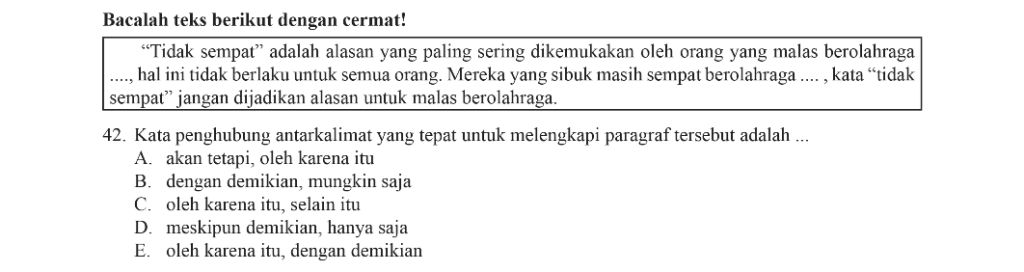 Bacalah teks berikut dengan cermat!
“Tidak sempat” adalah alasan yang paling sering dikemukakan oleh orang yang malas berolahraga
...., hal ini tidak berlaku untuk semua orang. Mereka yang sibuk masih sempat berolahraga .... , kata “tidak
sempat” jangan dijadikan alasan untuk malas berolahraga.
42. Kata penghubung antarkalimat yang tepat untuk melengkapi paragraf tersebut adalah ...
A. akan tetapi, oleh karena itu
B. dengan demikian, mungkin saja
C. oleh karena itu, selain itu
D. meskipun demikian, hanya saja
E. oleh karena itu, dengan demikian